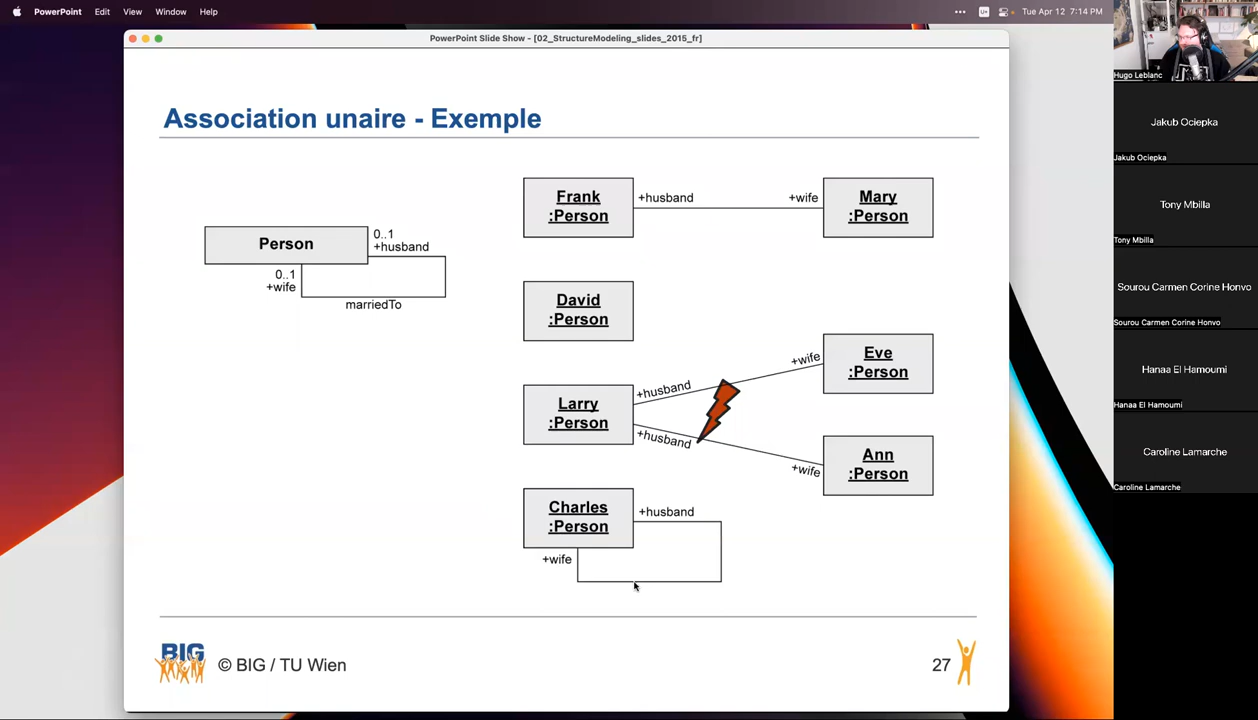 PowerPoint Edit View Window Help
Tue Apr 12 7:14 PM
PowerPoint Slide Show - [02_StructureModeling_slides_2015_fr]
Association unaire - Exemple
Person
0..1
+husband
0..1
+wife
marriedTo
Frank
:Person
+husband
+wife
Mary
:Person
David
:Person
Larry
:Person
+husband
+wife
Eve
:Person
+husband
+wife
Ann
:Person
Charles
:Person
+husband
+wife
BIG
© BIG / TU Wien
27
Hugo Leblanc
Jakub Ociepka
Jakub Ociepka
Tony Mbilla
Tony Mbilla
Sourou Carmen Corine Honvo
Sourou Carmen Corine Honvo
Hanaa El Hamoumi
Hanaa El Hamoumi
Caroline Lamarche
Caroline Lamarche